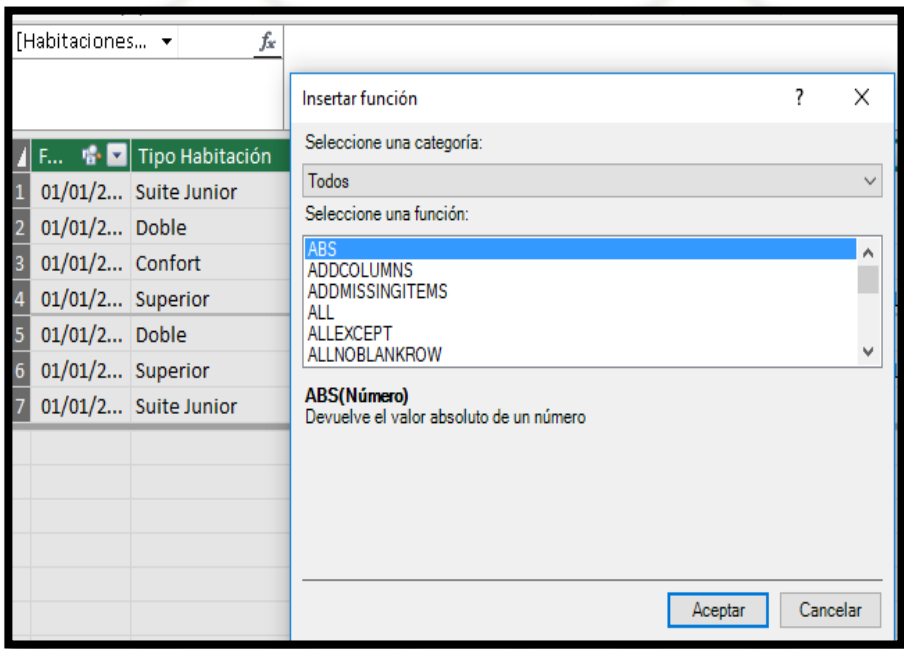 [Habitaciones... fx
Insertar función ? X
Seleccione una categoría:
Todos
Seleccione una función:
ABS
ADDCOLUMNS
ADDMISSINGITEMS
ALL
ALLEXCEPT
ALLNOBLANKROW
ABS(Número)
Devuelve el valor absoluto de un número
Aceptar Cancelar
F... Tipo Habitación
1 01/01/2... Suite Junior
2 01/01/2... Doble
3 01/01/2... Confort
4 01/01/2... Superior
5 01/01/2... Doble
6 01/01/2... Superior
7 01/01/2... Suite Junior